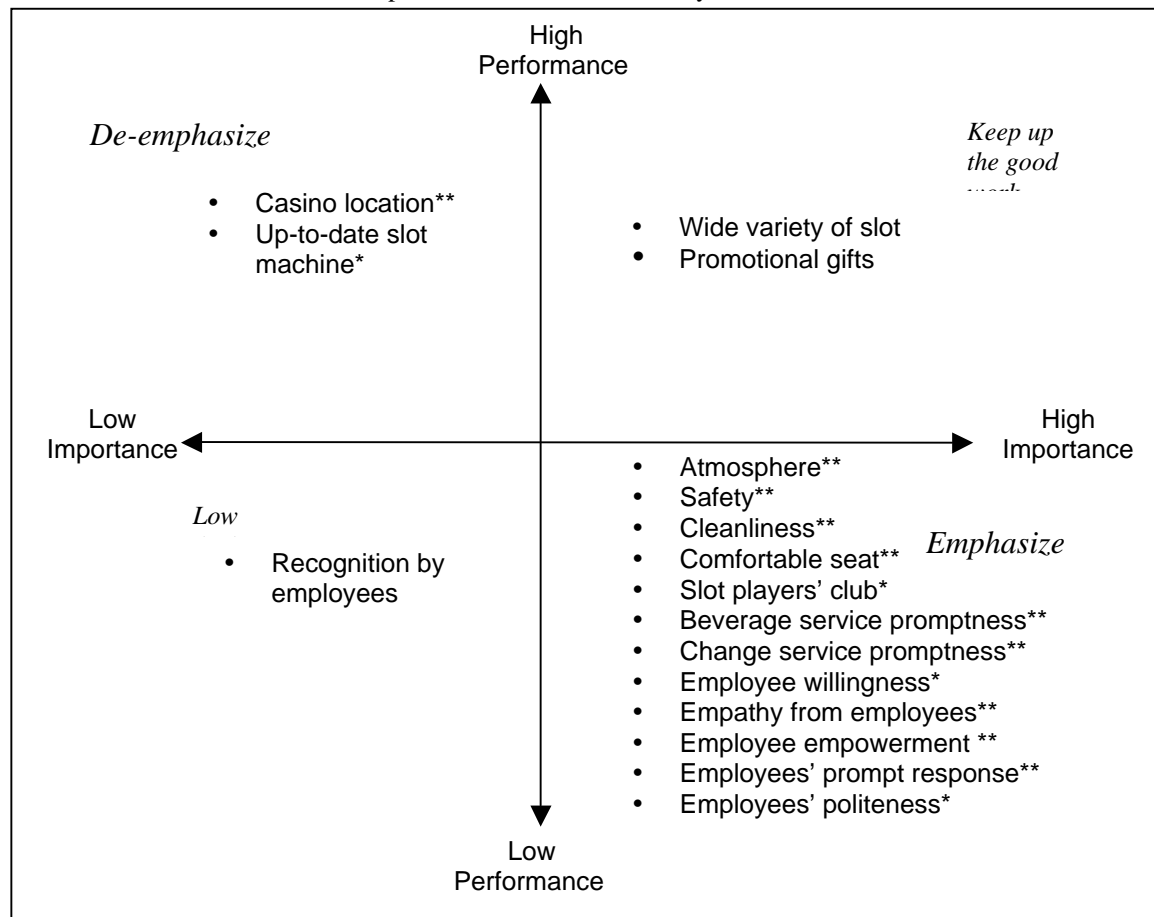 High
Performance
De-emphasize
Keep up
the good
• Casino location**
• Up-to-date slot
machine*
• Wide variety of slot
• Promotional gifts
Low
Importance
High
Importance
Low
• Recognition by
employees
• Atmosphere**
• Safety**
• Cleanliness**
• Comfortable seat**
• Slot players’ club*
• Beverage service promptness**
• Change service promptness**
• Employee willingness*
• Empathy from employees**
• Employee empowerment **
• Employees’ prompt response**
• Employees’ politeness*
Emphasize
Low
Performance